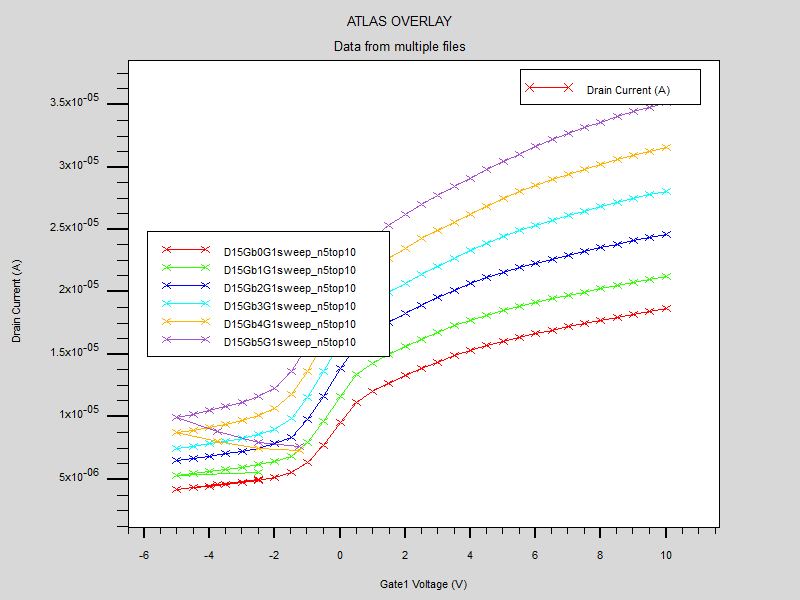 ATLAS OVERLAY
Data from multiple files
Drain Current (A)
3.5x10-05
3x10-05
2.5x10-05
2x10-05
1.5x10-05
1x10-05
5x10-06
Drain Current (A)
D15Gb0G1sweep_n5top10
D15Gb1G1sweep_n5top10
D15Gb2G1sweep_n5top10
D15Gb3G1sweep_n5top10
D15Gb4G1sweep_n5top10
D15Gb5G1sweep_n5top10
-6 -4 -2 0 2 4 6 8 10
Gate1 Voltage (V)